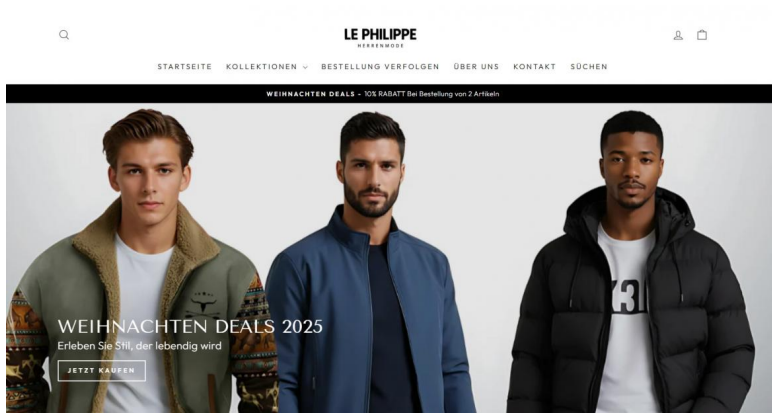 LE PHILIPPE
HERRENMODE
STARTSEITE KOLLEKTIONEN BESTELLUNG VERFOLGEN ÜBER UNS KONTAKT SÜCHEN
WEIHNACHTEN DEALS - 10% RABATT Bei Bestellung von 2 Artikeln
WEIHNACHTEN DEALS 2025
Erleben Sie Stil, der lebendig wird
JETZT KAUFEN